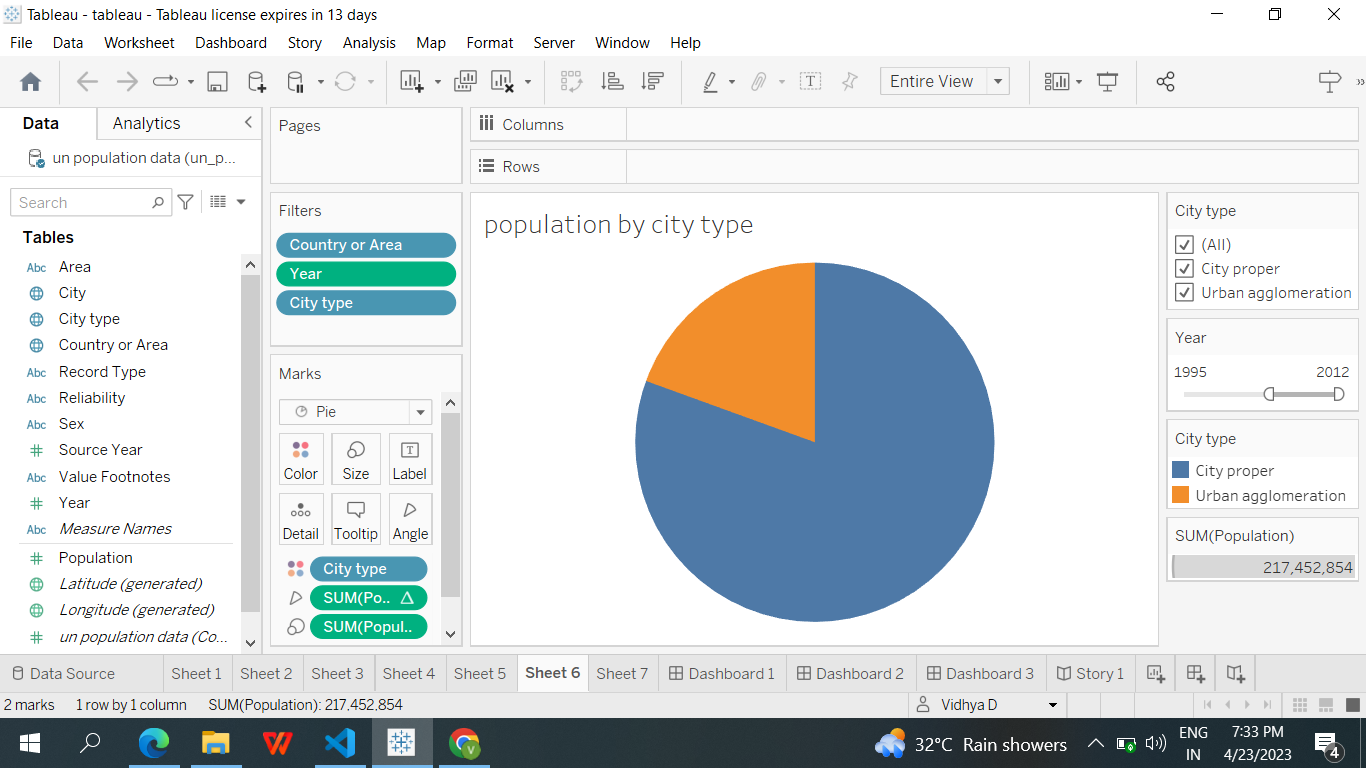 Tableau - tableau - Tableau license expires in 13 days
File Data Worksheet Dashboard Story Analysis Map Format Server Window Help
Entire View
Data Analytics
un population data (un_p...
Search
Tables
Abc Area
City
City type
Country or Area
Abc Record Type
Abc Reliability
Abc Sex
Source Year
Abc Value Footnotes
Year
Abc Measure Names
Population
Latitude (generated)
Longitude (generated)
un population data (Co...
Pages
Filters
Country or Area
Year
City type
Marks
Pie
Color Size Label
Detail Tooltip Angle
City type
SUM(Po.. Δ
SUM(Popul..
Columns
Rows
population by city type
City type
(All)
City proper
Urban agglomeration
Year
1995 2012
City type
City proper
Urban agglomeration
SUM(Population)
217,452,854
Data Source Sheet 1 Sheet 2 Sheet 3 Sheet 4 Sheet 5 Sheet 6 Sheet 7 Dashboard 1 Dashboard 2 Dashboard 3 Story 1
2 marks 1 row by 1 column SUM(Population): 217,452,854 Vidhya D
32°C Rain showers
ENG
IN
7:33 PM
4/23/2023
4